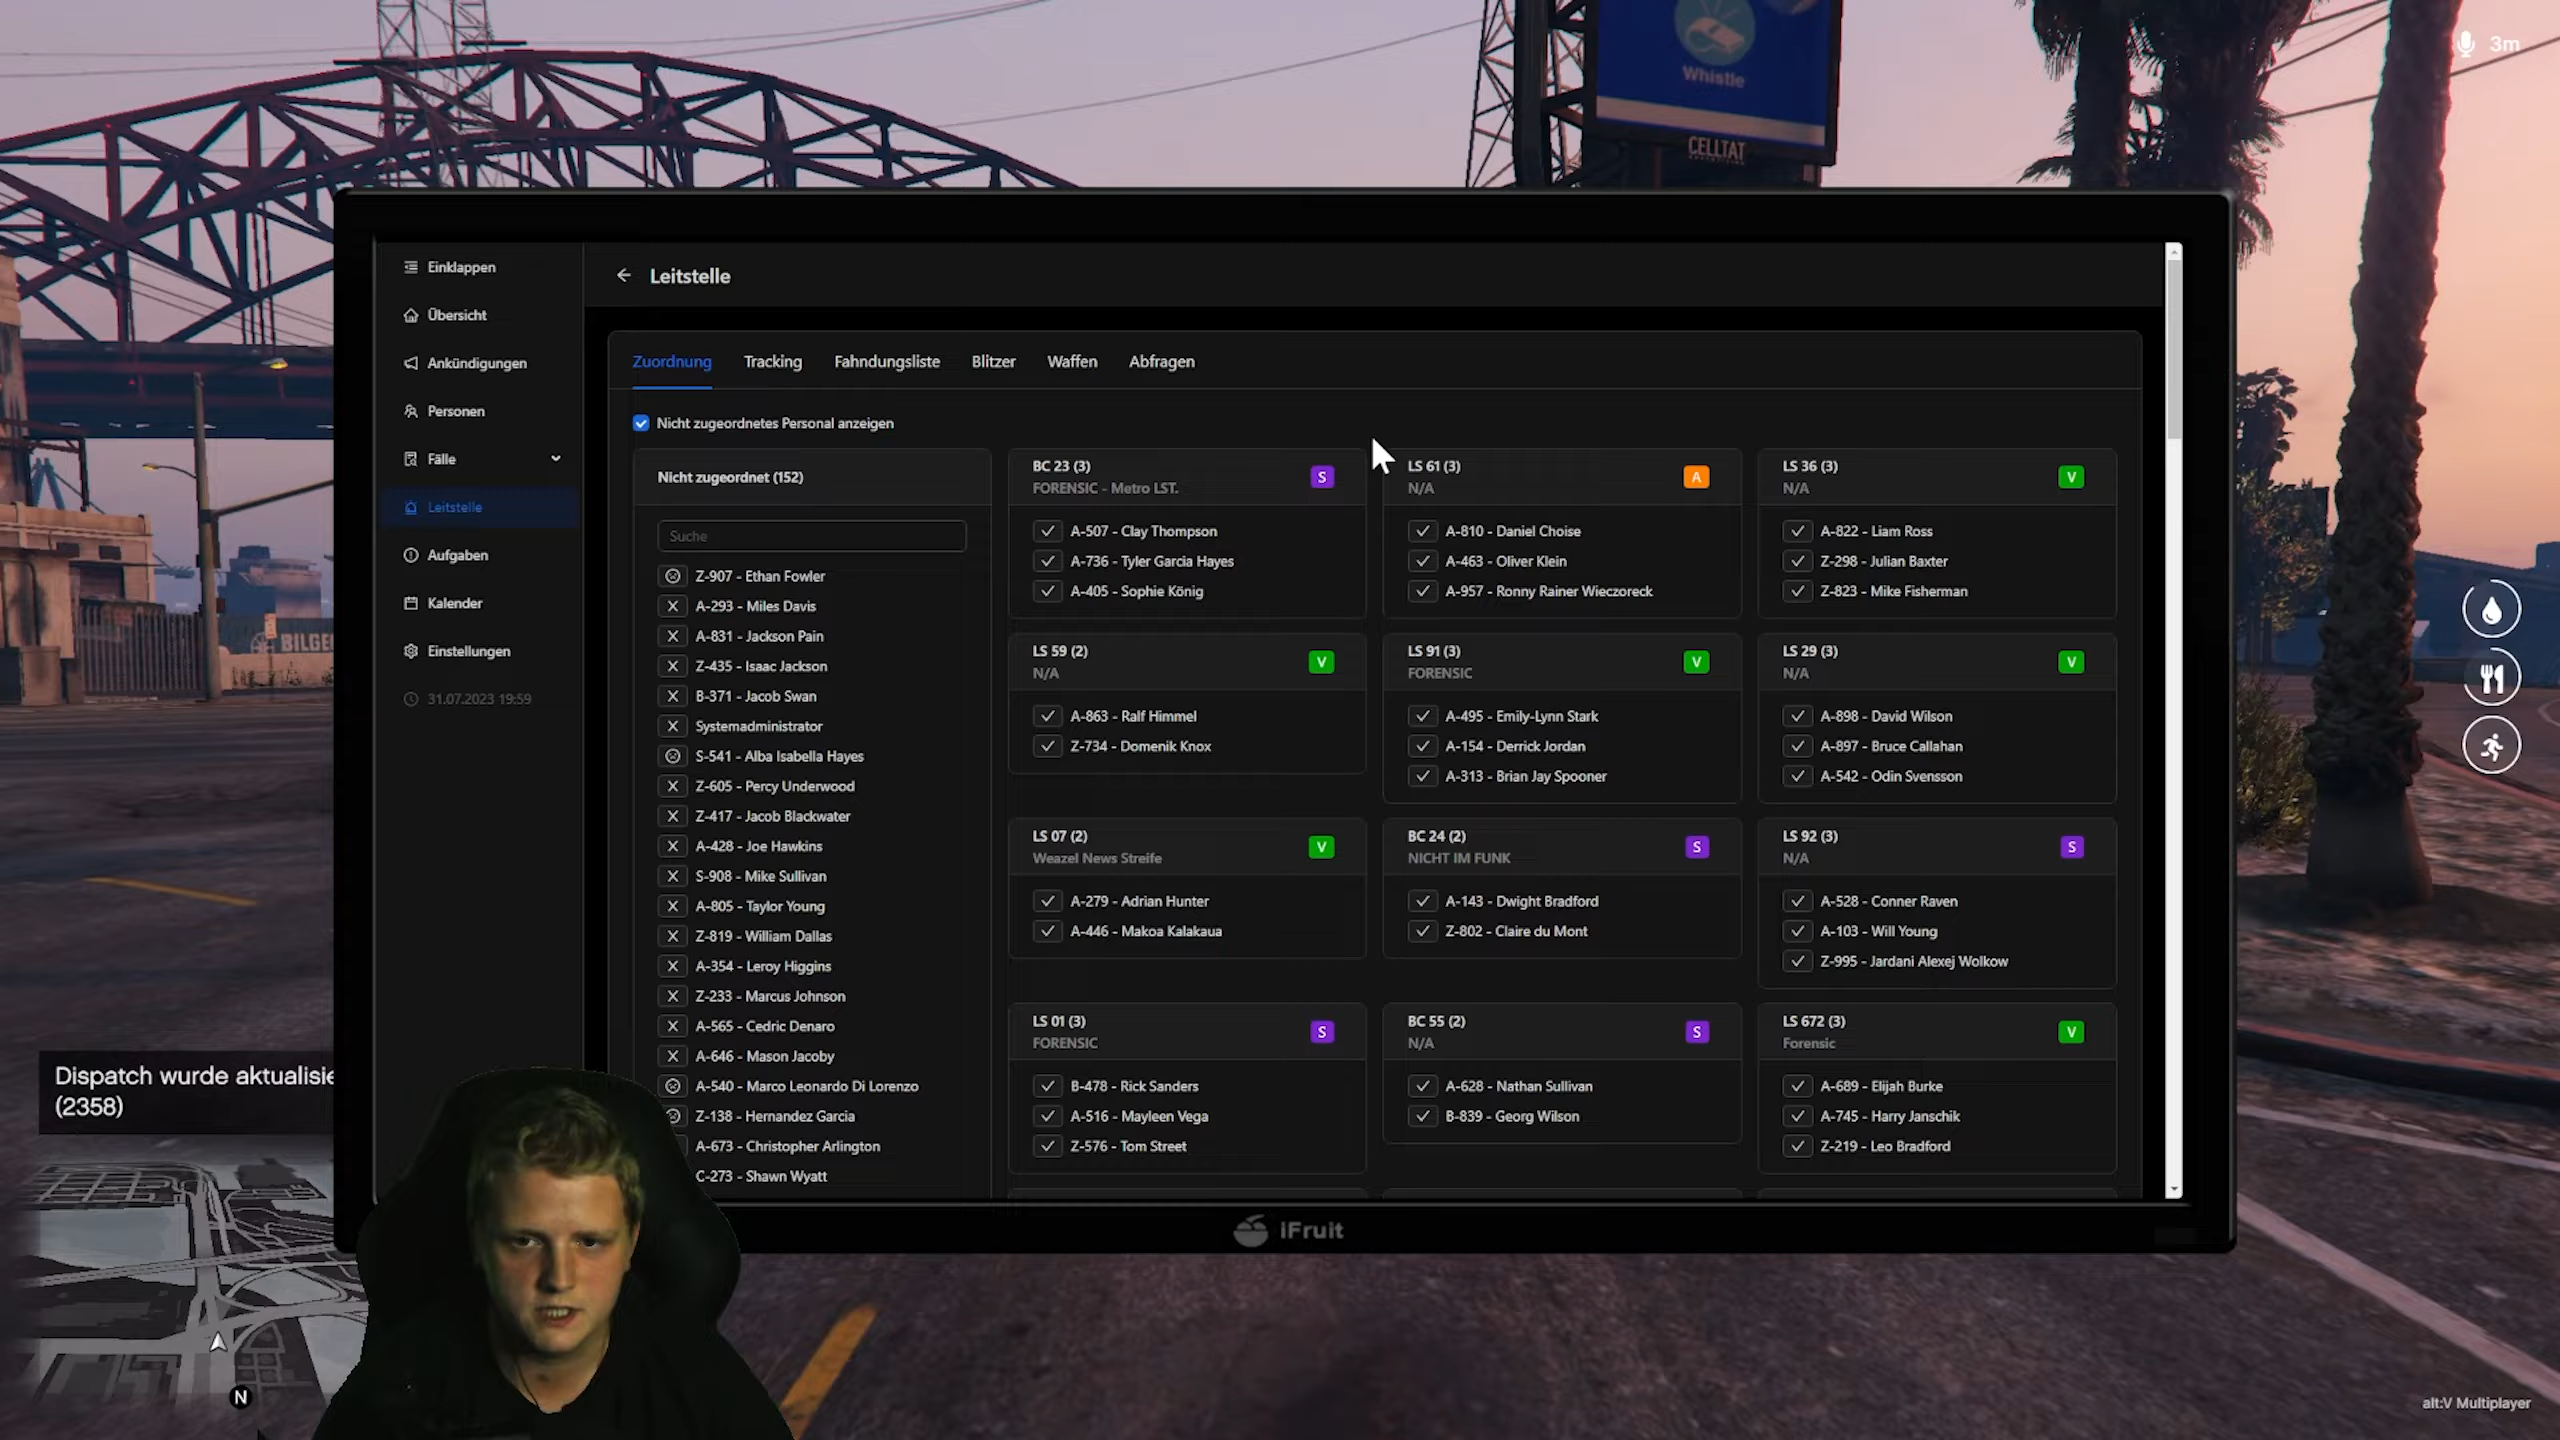 3m
Whistle
CELLTAT
Einklappen
Übersicht
Ankündigungen
Personen
Fälle
Leitstelle
Aufgaben
Kalender
Einstellungen
31.07.2023 19:59
Leitstelle
Zuordnung Tracking Fahndungsliste Blitzer Waffen Abfragen
Nicht zugeordnetes Personal anzeigen
Nicht zugeordnet (152)
Suche
Z-907 - Ethan Fowler
X A-293 - Miles Davis
X A-831 - Jackson Pain
X Z-435 - Isaac Jackson
X B-371 - Jacob Swan
X Systemadministrator
S-541 - Alba Isabella Hayes
X Z-605 - Percy Underwood
X Z-417 - Jacob Blackwater
X A-428 - Joe Hawkins
X S-908 - Mike Sullivan
X A-805 - Taylor Young
X Z-819 - William Dallas
X A-354 - Leroy Higgins
X Z-233 - Marcus Johnson
X A-565 - Cedric Denaro
X A-646 - Mason Jacoby
A-540 - Marco Leonardo Di Lorenzo
Z-138 - Hernandez Garcia
A-673 - Christopher Arlington
C-273 - Shawn Wyatt
BC 23 (3)
FORENSIC - Metro LST.
S
A-507 - Clay Thompson
A-736 - Tyler Garcia Hayes
A-405 - Sophie König
LS 61 (3)
N/A
A
A-810 - Daniel Choise
A-463 - Oliver Klein
A-957 - Ronny Rainer Wieczoreck
LS 36 (3)
N/A
V
A-822 - Liam Ross
Z-298 - Julian Baxter
Z-823 - Mike Fisherman
LS 59 (2)
N/A
V
A-863 - Ralf Himmel
Z-734 - Domenik Knox
LS 91 (3)
FORENSIC
V
A-495 - Emily-Lynn Stark
A-154 - Derrick Jordan
A-313 - Brian Jay Spooner
LS 29 (3)
N/A
V
A-898 - David Wilson
A-897 - Bruce Callahan
A-542 - Odin Svensson
LS 07 (2)
Weazel News Streife
V
A-279 - Adrian Hunter
A-446 - Makoa Kalakaua
BC 24 (2)
NICHT IM FUNK
S
A-143 - Dwight Bradford
Z-802 - Claire du Mont
LS 92 (3)
N/A
S
A-528 - Conner Raven
A-103 - Will Young
Z-995 - Jardani Alexej Wolkow
LS 01 (3)
FORENSIC
S
B-478 - Rick Sanders
A-516 - Mayleen Vega
Z-576 - Tom Street
BC 55 (2)
N/A
S
A-628 - Nathan Sullivan
B-839 - Georg Wilson
LS 672 (3)
Forensic
V
A-689 - Elijah Burke
A-745 - Harry Janschik
Z-219 - Leo Bradford
BILGE
Dispatch wurde aktualisie
(2358)
N
iFruit
alt:V Multiplayer